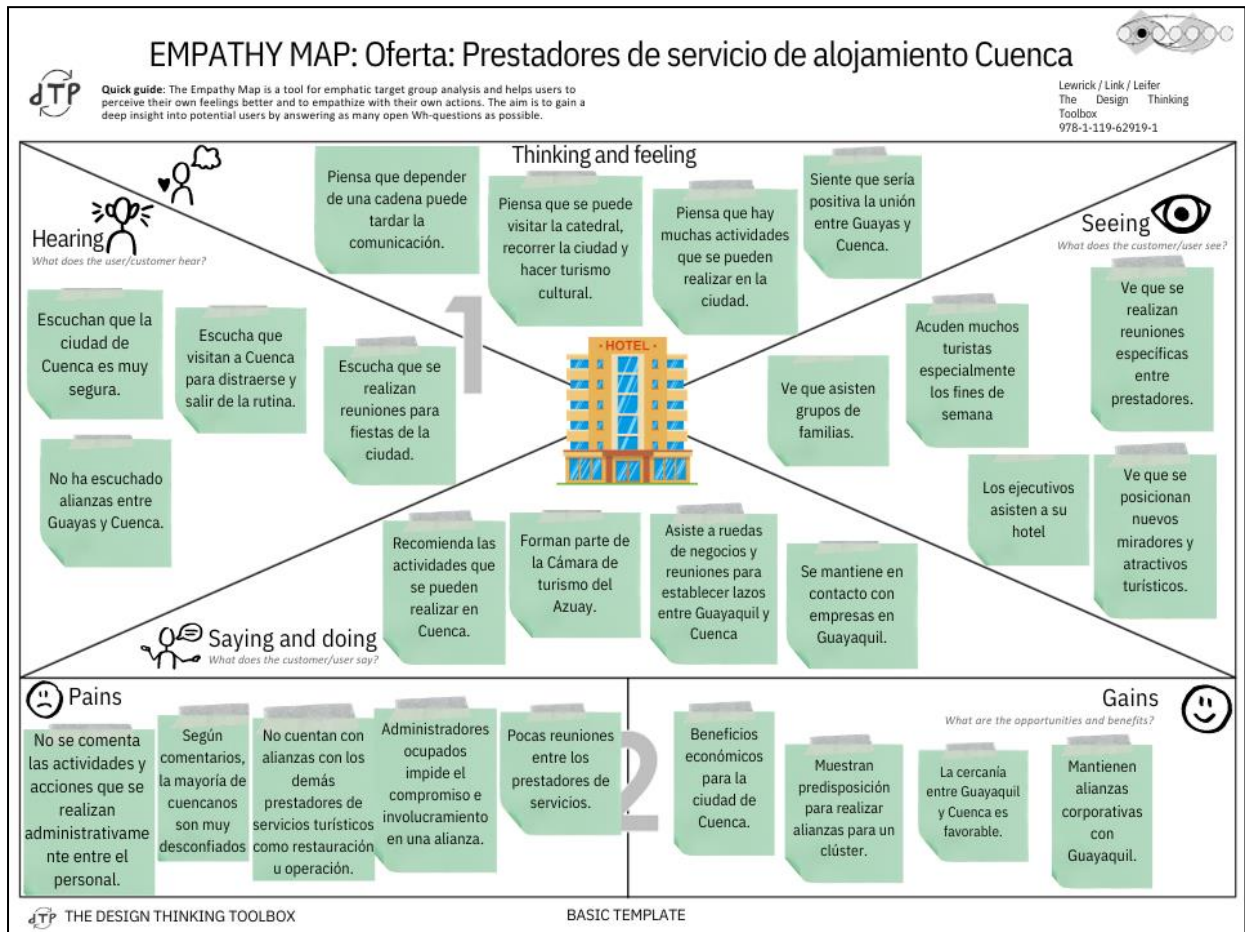 EMPATHY MAP: Oferta: Prestadores de servicio de alojamiento Cuenca
dTP
Quick guide: The Empathy Map is a tool for emphatic target group analysis and helps users to
perceive their own feelings better and to empathize with their own actions. The aim is to gain a
deep insight into potential users by answering as many open Wh-questions as possible.
Lewrick / Link / Leifer
The Design Thinking
Toolbox
978-1-119-62919-1
Thinking and feeling
Piensa que depender
de una cadena puede
tardar la
comunicación.
Piensa que se puede
visitar la catedral,
recorrer la ciudad y
hacer turismo
cultural.
Piensa que hay
muchas actividades
que se pueden
realizar en la
ciudad.
Siente que sería
positiva la unión
entre Guayas y
Cuenca.
Hearing
What does the user/customer hear?
Escuchan que la
ciudad de
Cuenca es muy
segura.
Escucha que
visitan a Cuenca
para distraerse y
salir de la rutina.
Escucha que se
realizan
reuniones para
fiestas de la
ciudad.
No ha escuchado
alianzas entre
Guayas y Cuenca.
1
HOTEL
Seeing
What does the customer/user see?
Ve que asisten
grupos de
familias.
Acuden muchos
turistas
especialmente
los fines de
semana
Ve que se
realizan
reuniones
específicas
entre
prestadores.
Los ejecutivos
asisten a su
hotel
Ve que se
posicionan
nuevos
miradores y
atractivos
turísticos.
Saying and doing
What does the customer/user say?
Recomienda las
actividades que
se pueden
realizar en
Cuenca.
Forman parte de
la Cámara de
turismo del
Azuay.
Asiste a ruedas
de negocios y
reuniones para
establecer lazos
entre Guayaquil y
Cuenca
Se mantiene en
contacto con
empresas en
Guayaquil.
Pains
No se comenta
las actividades y
acciones que se
realizan
administrativame
nte entre el
personal.
Según
comentarios,
la mayoría de
cuencanos
son muy
desconfiados
No cuentan con
alianzas con los
demás
prestadores de
servicios turísticos
como restauración
u operación.
Administradores
ocupados
impide el
compromiso e
involucramiento
en una alianza.
Pocas reuniones
entre los
prestadores de
servicios.
2
Gains
What are the opportunities and benefits?
Beneficios
económicos
para la
ciudad de
Cuenca.
Muestran
predisposición
para realizar
alianzas para un
clúster.
La cercanía
entre Guayaquil
y Cuenca es
favorable.
Mantienen
alianzas
corporativas
con
Guayaquil.
dTP THE DESIGN THINKING TOOLBOX
BASIC TEMPLATE